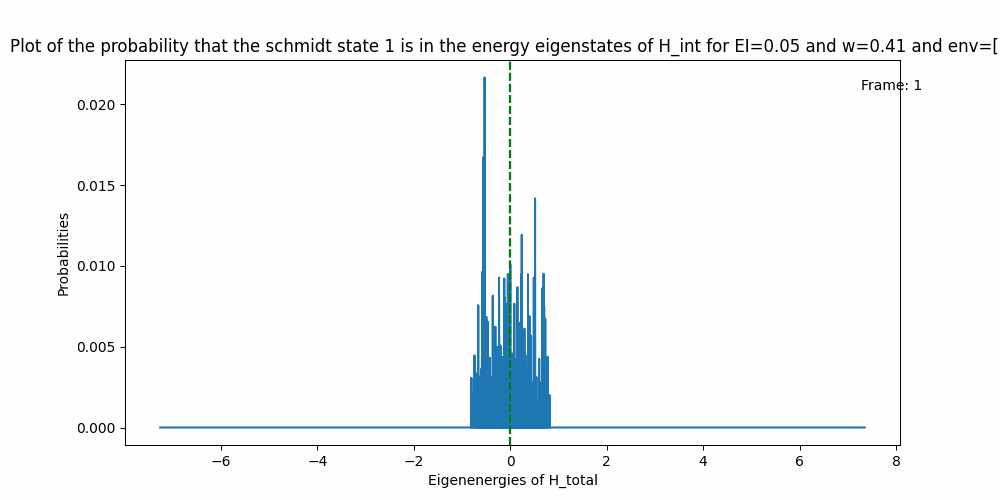 Plot of the probability that the schmidt state 1 is in the energy eigenstates of H_int for EI=0.05 and w=0.41 and env=[
Frame: 1
0.020
0.015
0.010
0.005
0.000
Probabilities
−6 −4 −2 0 2 4 6 8
Eigenenergies of H_total